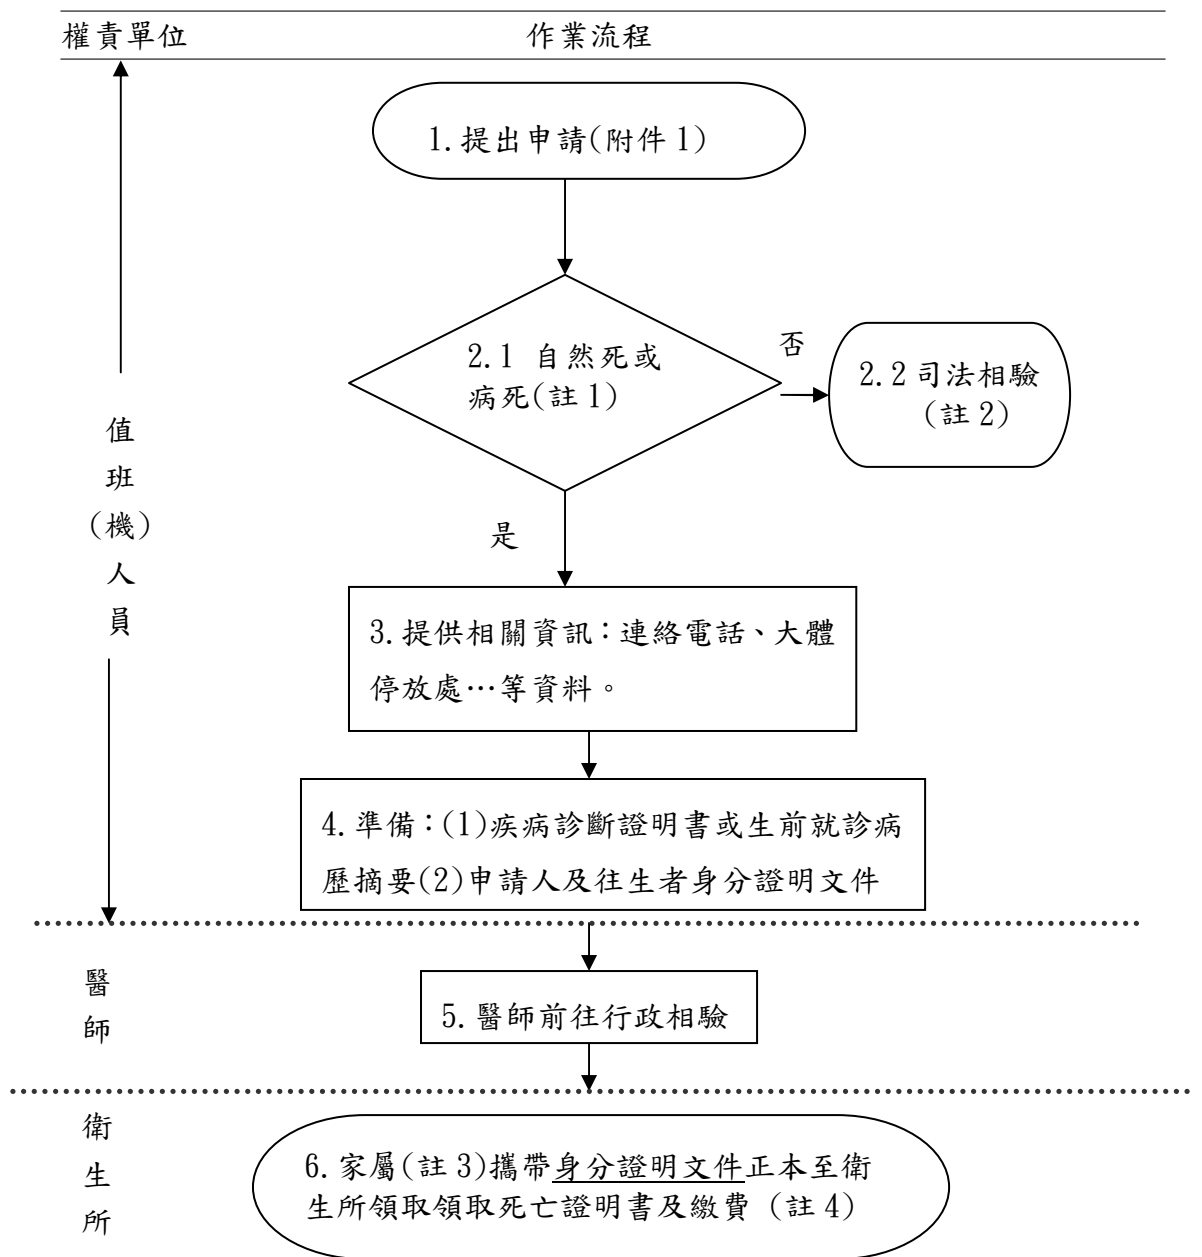 權責單位 作業流程
1.提出申請(附件1)
2.1 自然死或
病死(註1)
否
2.2司法相驗
(註2)
是
值
班
(機)
人
員
3.提供相關資訊：連絡電話、大體
停放處…等資料。
4.準備：(1)疾病診斷證明書或生前就診病
歷摘要(2)申請人及往生者身分證明文件
醫
師
5.醫師前往行政相驗
衛
生
所
6.家屬(註3)攜帶身分證明文件正本至衛
生所領取領取死亡證明書及繳費 (註4)